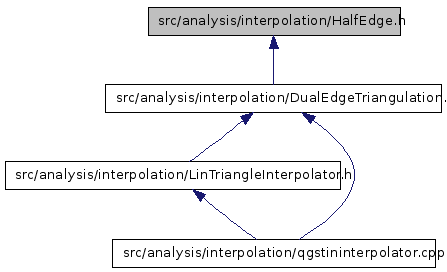 src/analysis/interpolation/HalfEdge.h
src/analysis/interpolation/DualEdgeTriangulation.
src/analysis/interpolation/LinTriangleInterpolator.h
src/analysis/interpolation/qgstininterpolator.cpp